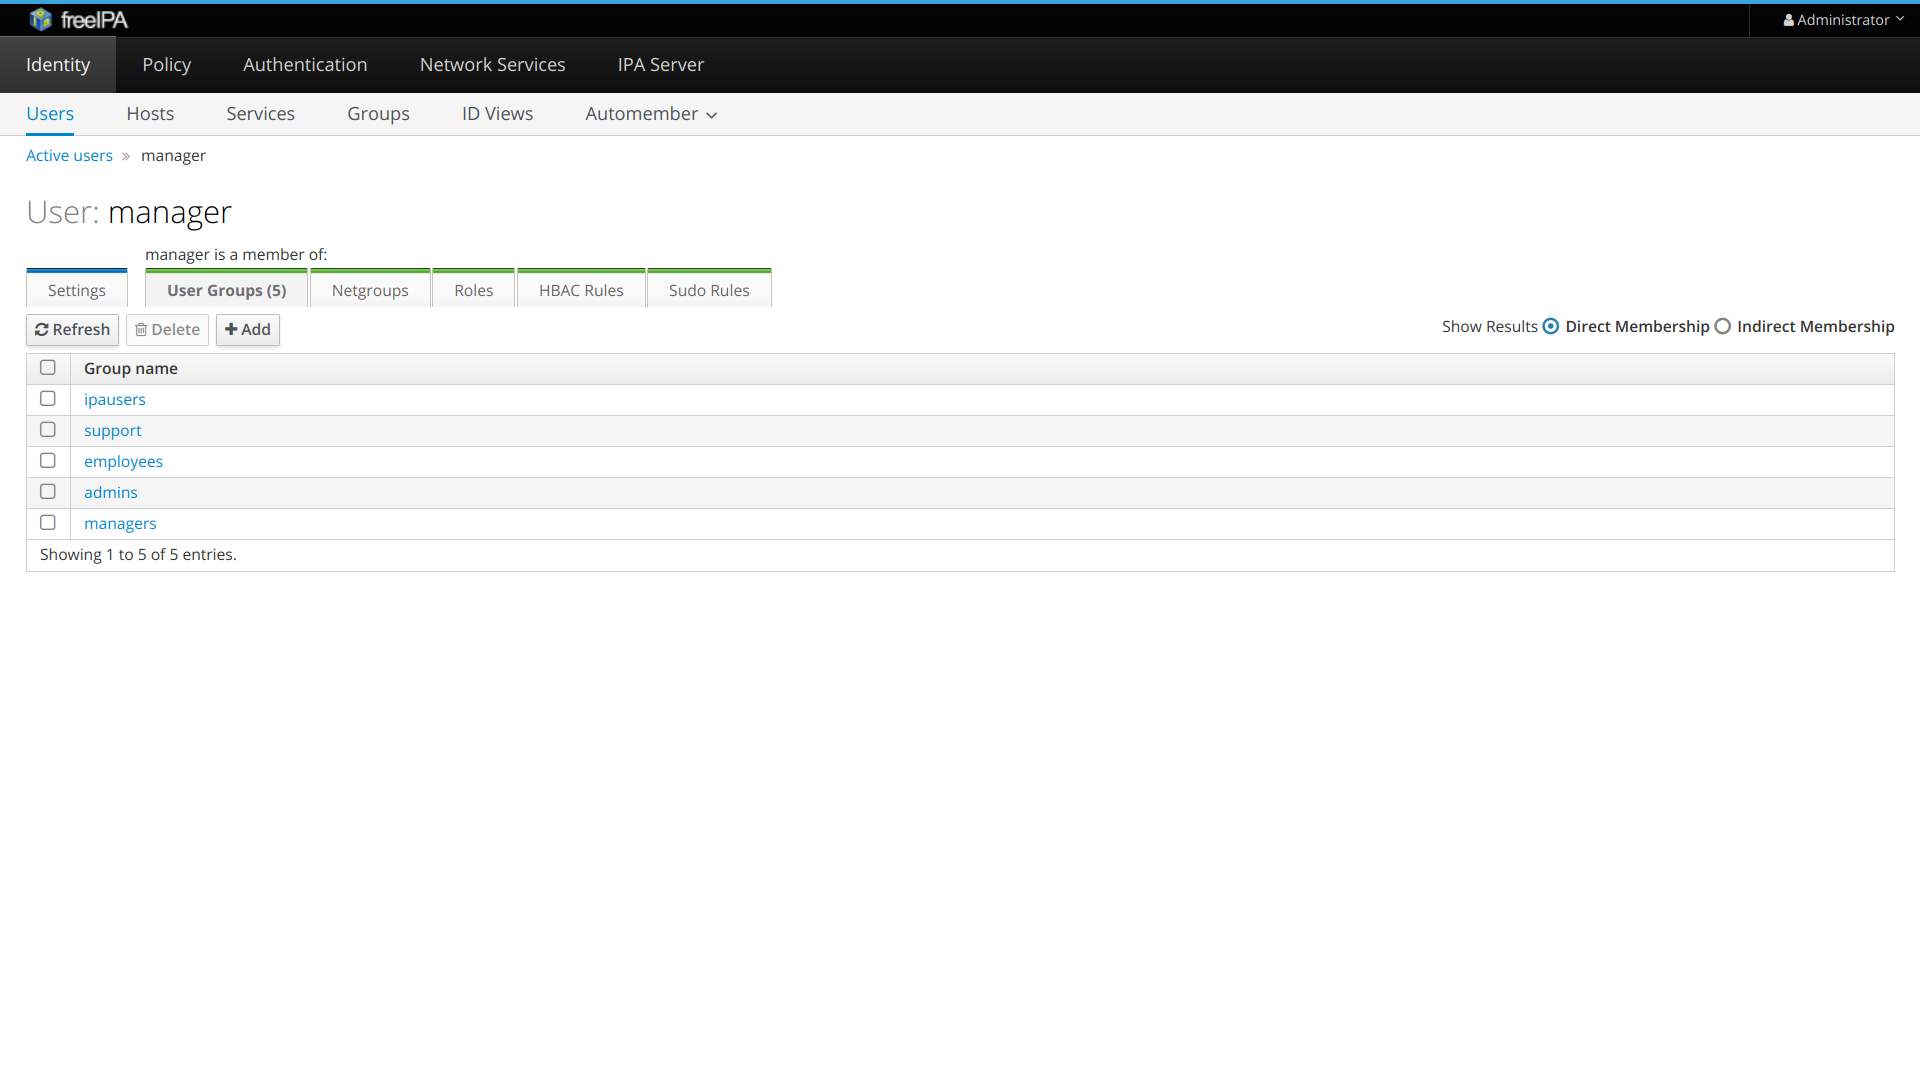 freeIPA
Administrator
Identity Policy Authentication Network Services IPA Server
Users Hosts Services Groups ID Views Automember
Active users » manager
User: manager
manager is a member of:
Settings User Groups (5) Netgroups Roles HBAC Rules Sudo Rules
Refresh Delete Add Show Results Direct Membership Indirect Membership
Group name
ipausers
support
employees
admins
managers
Showing 1 to 5 of 5 entries.